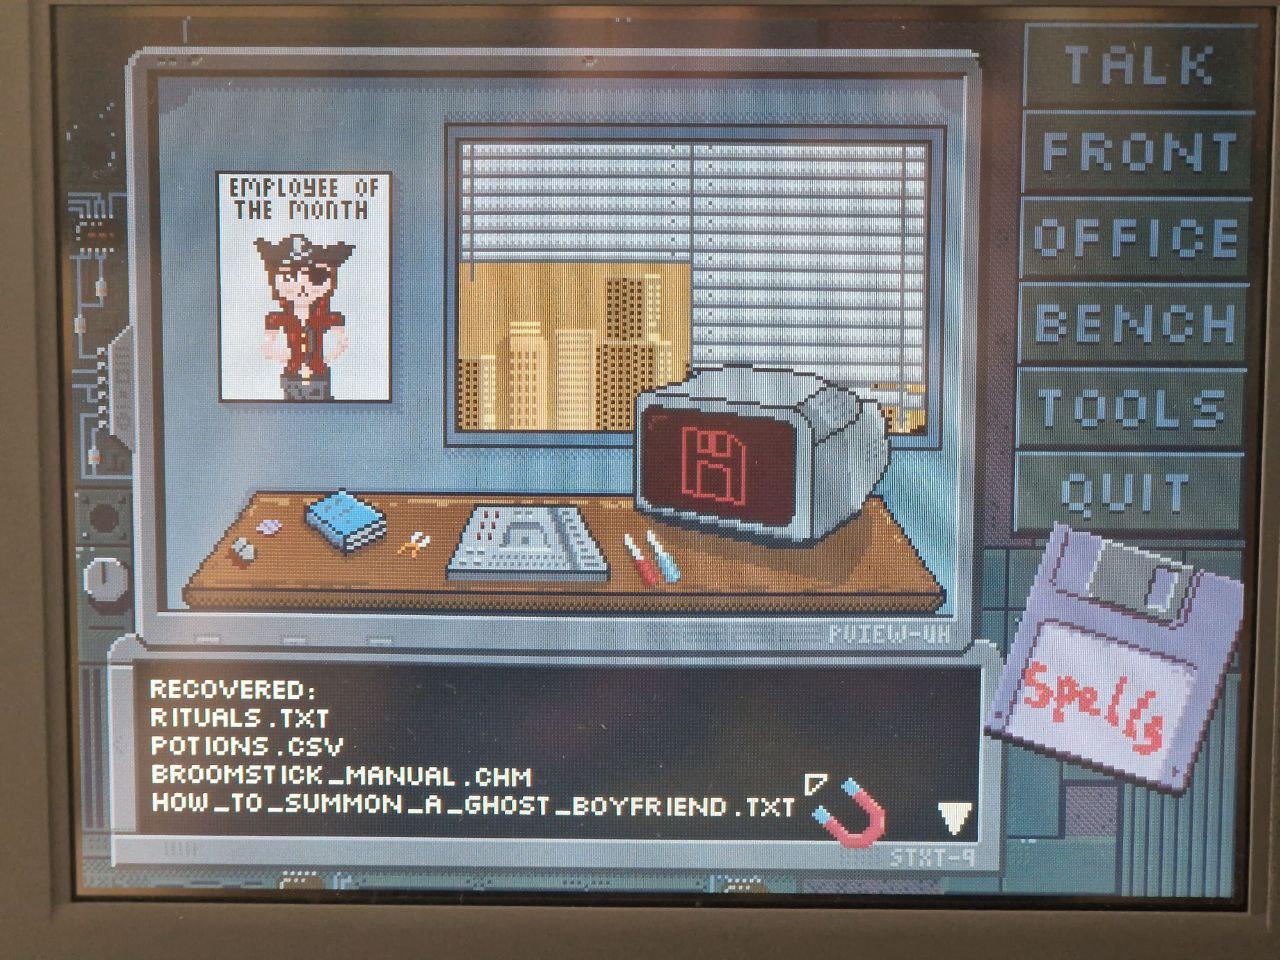 EMPLOYEE OF
THE MONTH
TALK
FRONT
OFFICE
BENCH
TOOLS
QUIT
PVIEW-VH
Spells
RECOVERED:
RITUALS.TXT
POTIONS.CSV
BROOMSTICK_MANUAL.CHM
HOW_TO_SUMMON_A_GHOST_BOYFRIEND.TXT
STXT-9